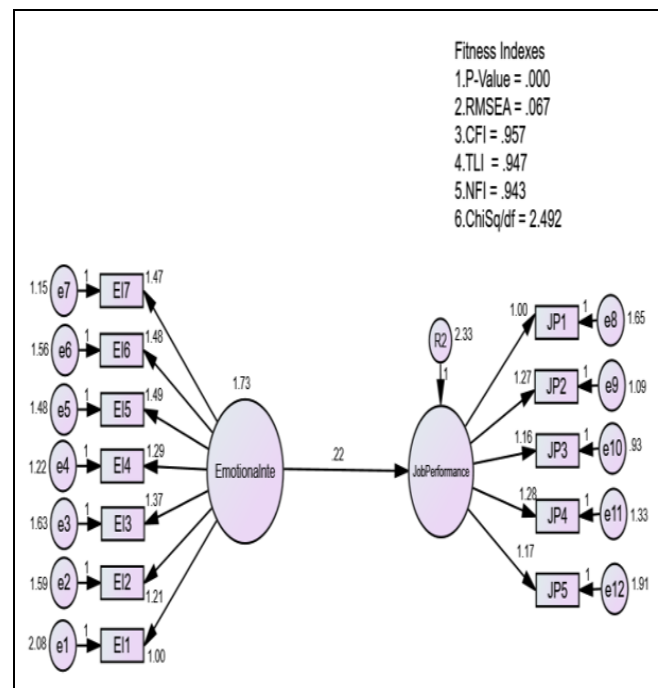 Fitness Indexes
1.P-Value = .000
2.RMSEA = .067
3.CFI = .957
4.TLI = .947
5.NFI = .943
6.ChiSq/df = 2.492
1.15 e7 1 EI7 1.47
1.56 e6 1 EI6 1.48
1.48 e5 1 EI5 1.49
1.22 e4 1 EI4 1.29
1.63 e3 1 EI3 1.37
1.59 e2 1 EI2 1.21
2.08 e1 1 EI1 1.00
1.73
EmotionaInte
.22
R2 2.33
1
JobPerformance
1.00 JP1 1 e8 1.65
1.27 JP2 1 e9 1.09
1.16 JP3 1 e10 .93
1.28 JP4 1 e11 1.33
1.17 JP5 1 e12 1.91